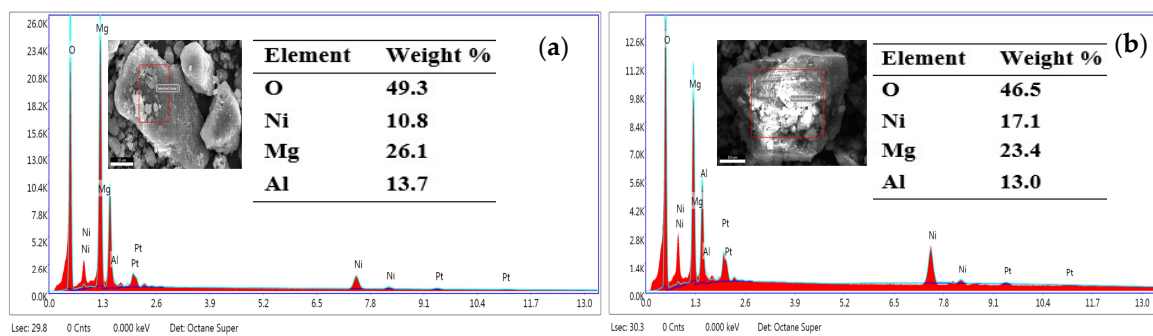 (a)
Element Weight %
O 49.3
Ni 10.8
Mg 26.1
Al 13.7
26.0K
23.4K
20.8K
18.2K
15.6K
13.0K
10.4K
7.8K
5.2K
2.6K
0.0K
O
Mg
Mg
Ni
Ni
Al
Pt
Pt
Ni
Ni
Pt
Pt
0.0 1.3 2.6 3.9 5.2 6.5 7.8 9.1 10.4 11.7 13.0
Lsec: 29.8 0 Cnts 0.000 keV Det: Octane Super
(b)
Element Weight %
O 46.5
Ni 17.1
Mg 23.4
Al 13.0
12.6K
11.2K
9.8K
8.4K
7.0K
5.6K
4.2K
2.8K
1.4K
0.0K
O
Mg
Al
Mg
Ni
Ni
Al
Pt
Pt
Ni
Ni
Pt
Pt
0.0 1.3 2.6 3.9 5.2 6.5 7.8 9.1 10.4 11.7 13.0
Lsec: 30.3 0 Cnts 0.000 keV Det: Octane Super